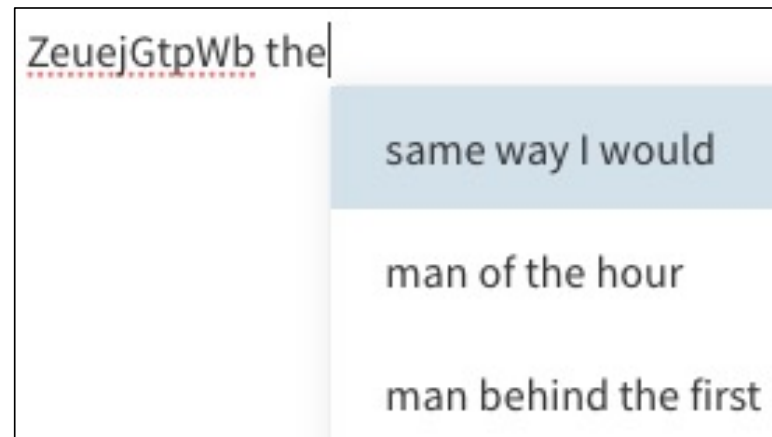 ZeuejGtpWb the
same way I would
man of the hour
man behind the first